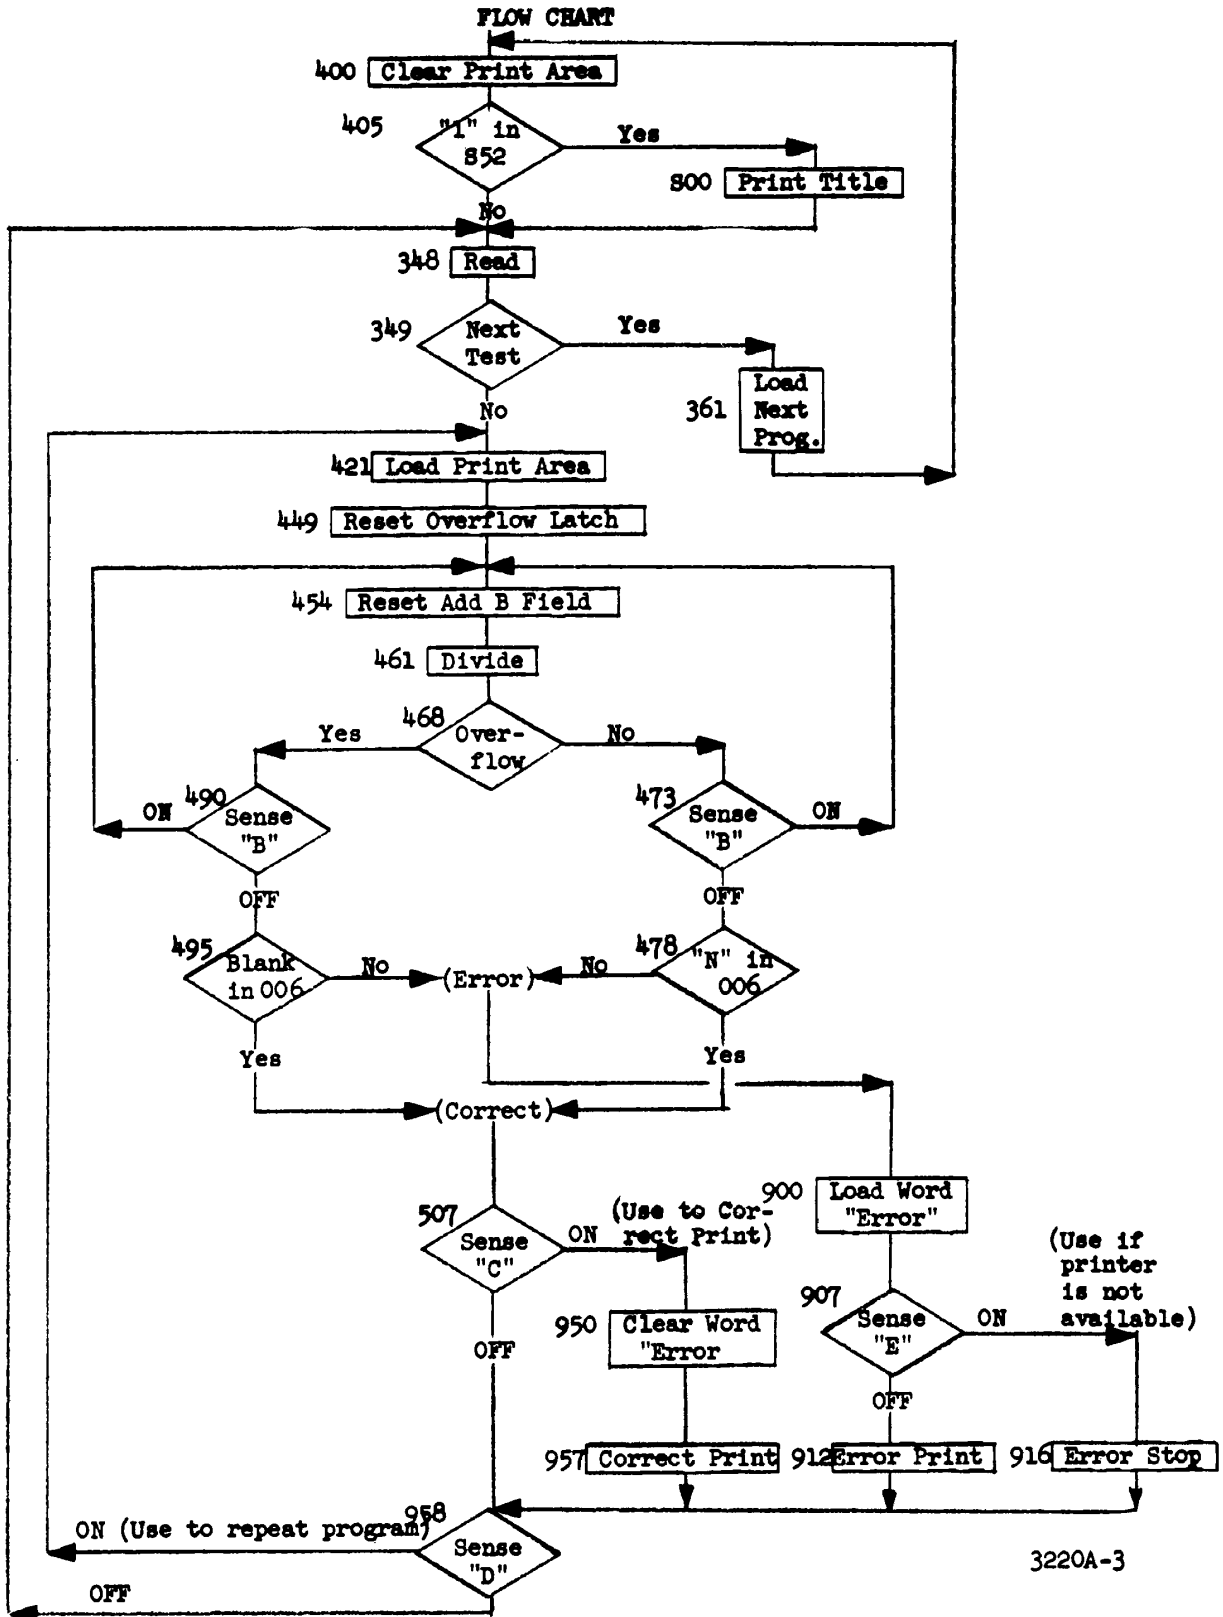 FLOW CHART
400 Clear Print Area
405 "1" in
852
Yes
800 Print Title
No
348 Read
349 Next
Test
Yes
361 Load
Next
Prog.
No
421 Load Print Area
449 Reset Overflow Latch
454 Reset Add B Field
461 Divide
468 Over-
flow
Yes
No
490 Sense
"B"
ON
473 Sense
"B"
ON
OFF
OFF
495 Blank
in 006
No
(Error)
No
478 "N" in
006
Yes
Yes
(Correct)
507 Sense
"C"
ON
(Use to Cor-
rect Print)
900 Load Word
"Error"
(Use if
printer
is not
available)
907 Sense
"E"
ON
950 Clear Word
"Error
OFF
OFF
957 Correct Print
912 Error Print
916 Error Stop
958 Sense
"D"
ON (Use to repeat program)
OFF
3220A-3